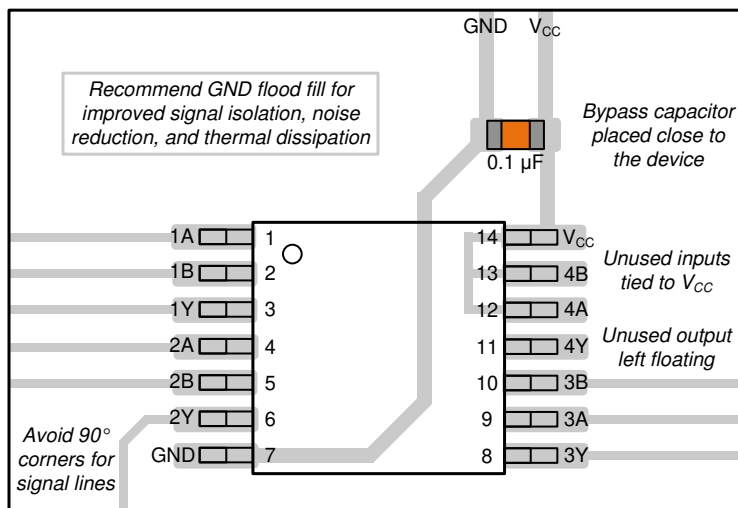 GND VCC
Recommend GND flood fill for
improved signal isolation, noise
reduction, and thermal dissipation
Bypass capacitor
placed close to
the device
0.1 µF
1A 1 14 VCC
1B 2 13 4B
Unused inputs
tied to VCC
1Y 3 12 4A
2A 4 11 4Y
Unused output
left floating
2B 5 10 3B
2Y 6 9 3A
Avoid 90°
corners for
signal lines
GND 7 8 3Y